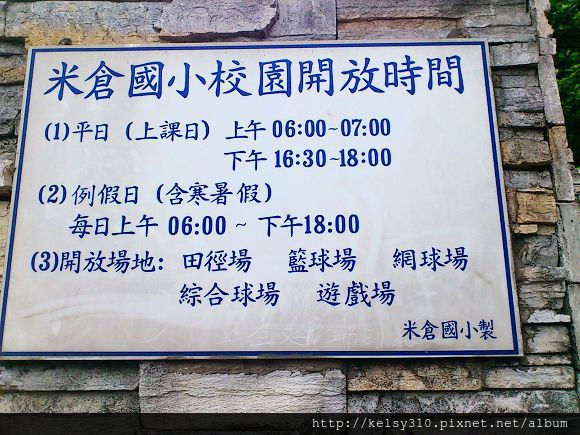 米倉國小校園開放時間
(1)平日（上課日）上午 06:00~07:00
下午 16:30~18:00
(2)例假日（含寒暑假）
每日上午 06:00 ~ 下午18:00
(3)開放場地：田徑場 籃球場 網球場
綜合球場 遊戲場
米倉國小製
http://kelsy310.pixnet.net/album